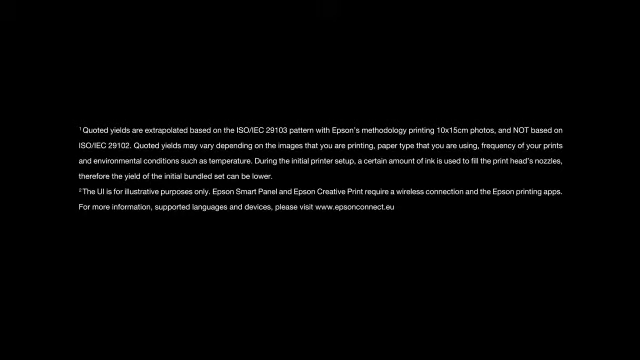 ¹ Quoted yields are extrapolated based on the ISO/IEC 29103 pattern with Epson's methodology printing 10x15cm photos, and NOT based on
ISO/IEC 29102. Quoted yields may vary depending on the images that you are printing, paper type that you are using, frequency of your prints
and environmental conditions such as temperature. During the initial printer setup, a certain amount of ink is used to fill the print head's nozzles,
therefore the yield of the initial bundled set can be lower.
² The UI is for illustrative purposes only. Epson Smart Panel and Epson Creative Print require a wireless connection and the Epson printing apps.
For more information, supported languages and devices, please visit www.epsonconnect.eu